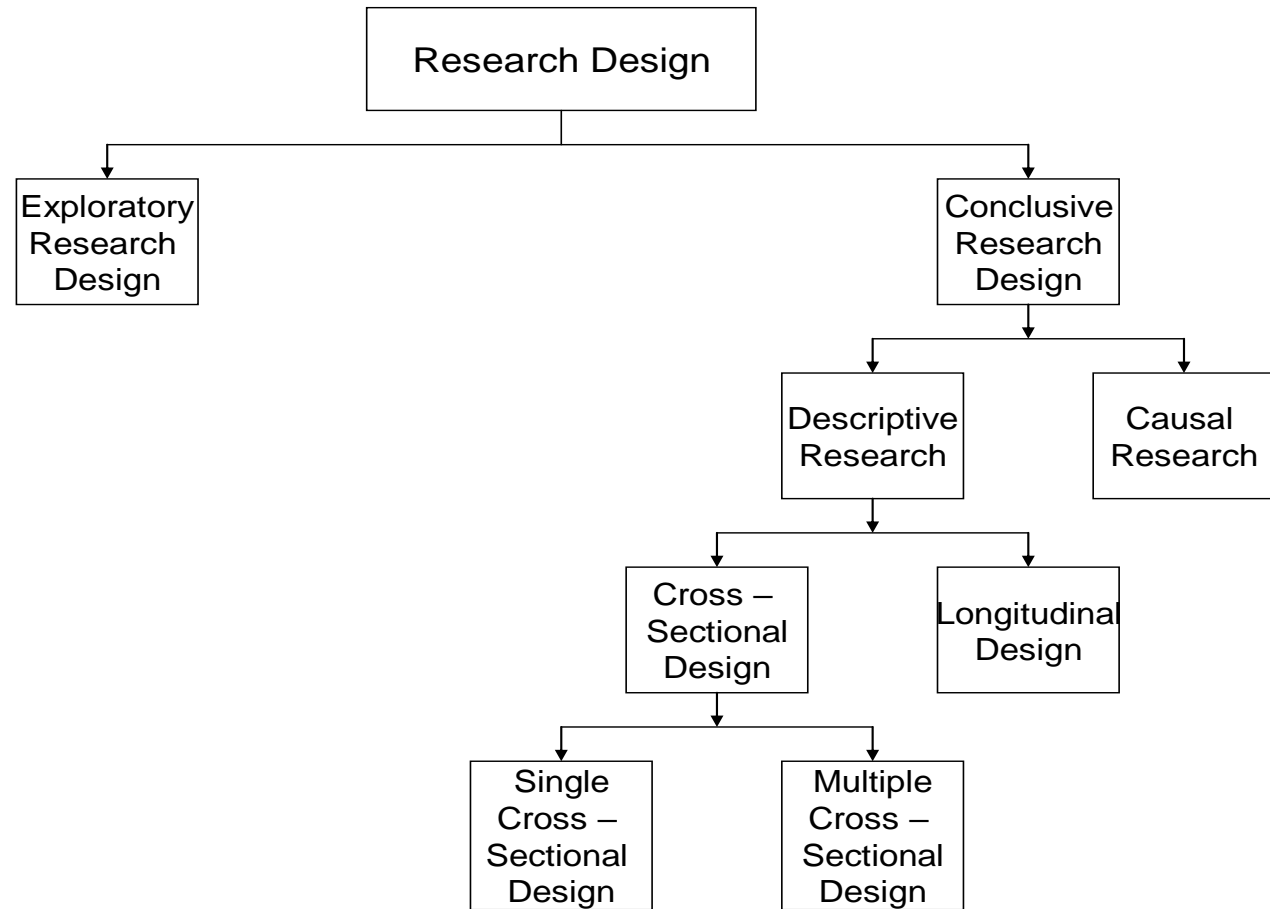 Research Design
Exploratory
Research
Design
Conclusive
Research
Design
Descriptive
Research
Causal
Research
Cross –
Sectional
Design
Longitudinal
Design
Single
Cross –
Sectional
Design
Multiple
Cross –
Sectional
Design